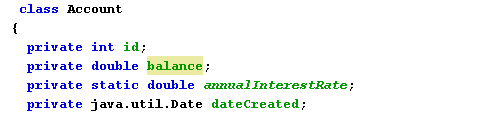 class Account
{
private int id;
private double balance;
private static double annualInterestRate;
private java.util.Date dateCreated;